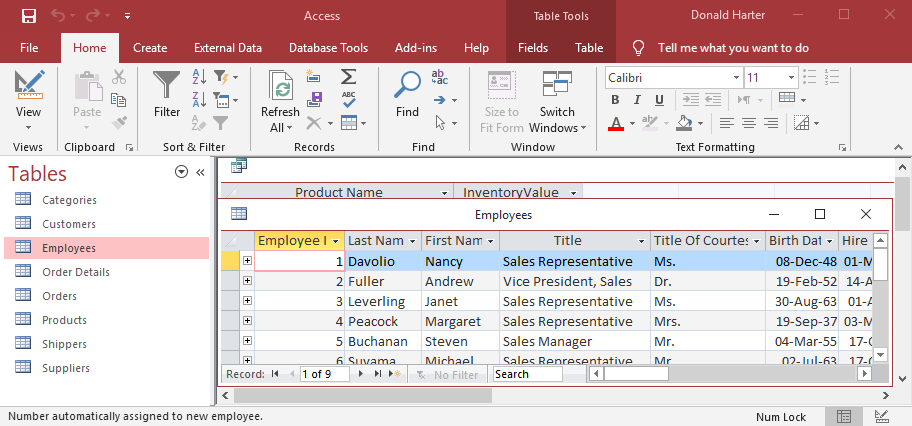 Access
Table Tools
Donald Harter
File Home Create External Data Database Tools Add-ins Help Fields Table Tell me what you want to do
View
Views
Paste
Clipboard
Filter
Sort & Filter
Refresh
All
Records
Find
Find
Size to
Fit Form
Switch
Windows
Window
Calibri 11
B I U
A
Text Formatting
Tables
Categories
Customers
Employees
Order Details
Orders
Products
Shippers
Suppliers
Product Name InventoryValue
Employees
Employee I Last Nam First Nam Title Title Of Courtes Birth Dat Hire
1 Davolio Nancy Sales Representative Ms. 08-Dec-48 01-M
2 Fuller Andrew Vice President, Sales Dr. 19-Feb-52 14-A
3 Leverling Janet Sales Representative Ms. 30-Aug-63 01-A
4 Peacock Margaret Sales Representative Mrs. 19-Sep-37 03-M
5 Buchanan Steven Sales Manager Mr. 04-Mar-55 17-O
6 Suyama Michael Sales Representative Mr. 02-Jul-63 17-O
Record: 1 of 9 No Filter Search
Number automatically assigned to new employee.
Num Lock